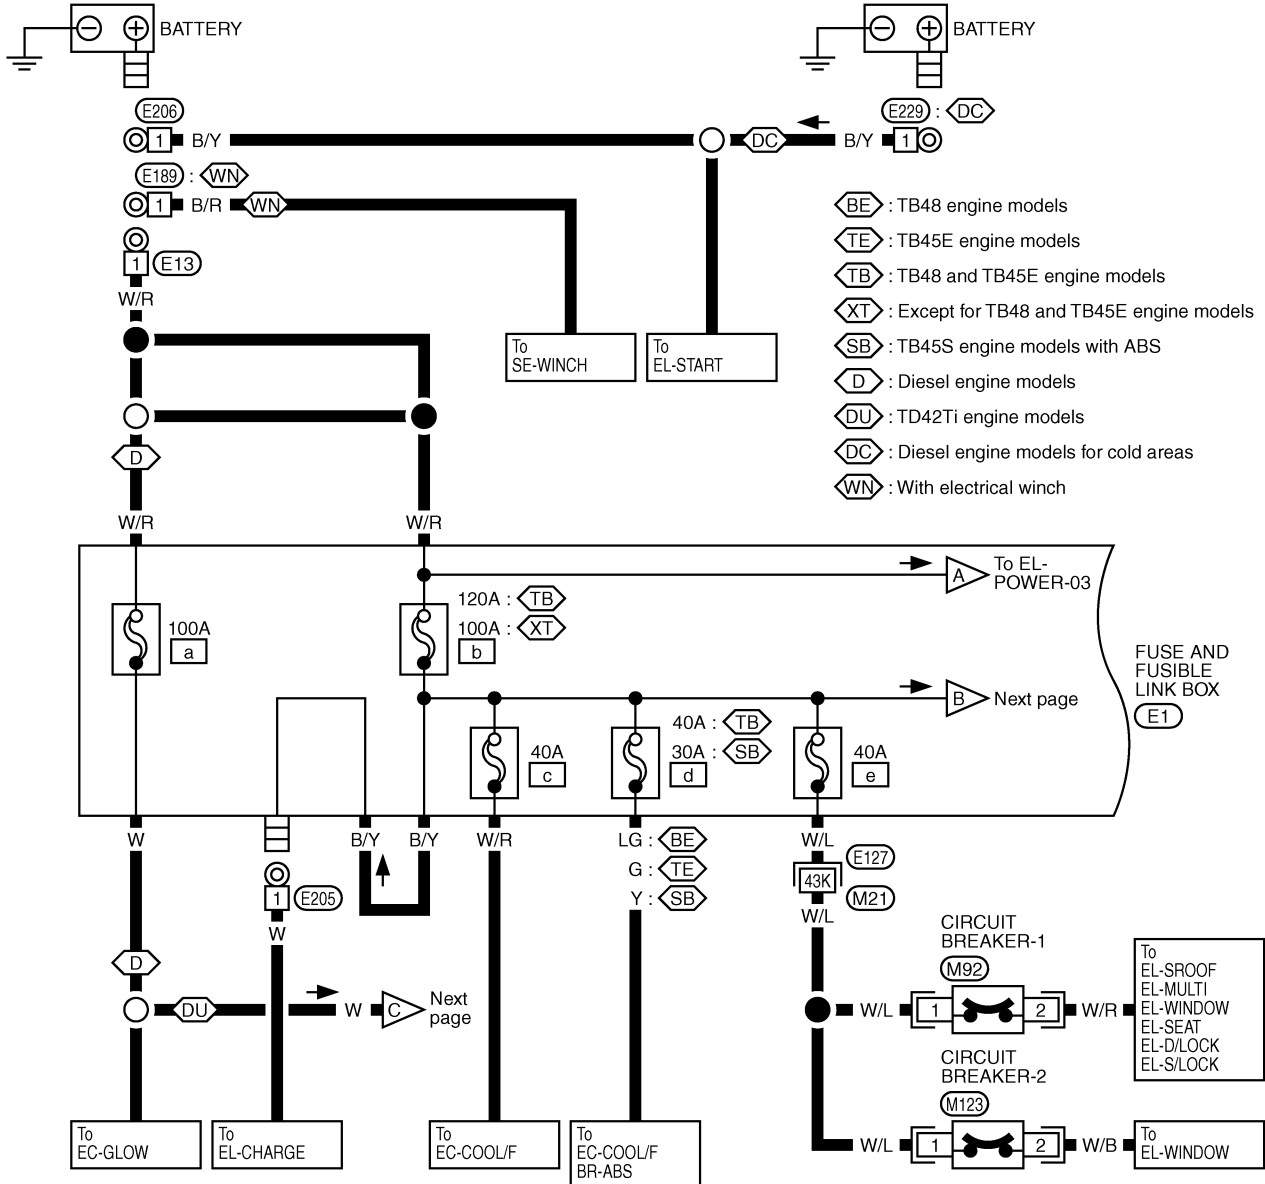 BATTERY
BATTERY
E206
E229 : DC
1 B/Y
DC
B/Y 1
E189 : WN
1 B/R WN
BE : TB48 engine models
TE : TB45E engine models
TB : TB48 and TB45E engine models
XT : Except for TB48 and TB45E engine models
SB : TB45S engine models with ABS
D : Diesel engine models
DU : TD42Ti engine models
DC : Diesel engine models for cold areas
WN : With electrical winch
1 E13
W/R
To
SE-WINCH
To
EL-START
D
W/R
W/R
A
To EL-
POWER-03
120A : TB
100A : XT
b
100A
a
B
Next page
FUSE AND
FUSIBLE
LINK BOX
E1
40A
c
40A : TB
30A : SB
d
40A
e
W
B/Y
B/Y
W/R
LG : BE
G : TE
Y : SB
W/L
E127
43K
M21
W/L
1 E205
W
D
DU
W
C
Next
page
CIRCUIT
BREAKER-1
M92
W/L 1 2 W/R
To
EL-SROOF
EL-MULTI
EL-WINDOW
EL-SEAT
EL-D/LOCK
EL-S/LOCK
CIRCUIT
BREAKER-2
M123
W/L 1 2 W/B
To
EL-WINDOW
To
EC-GLOW
To
EL-CHARGE
To
EC-COOL/F
To
EC-COOL/F
BR-ABS